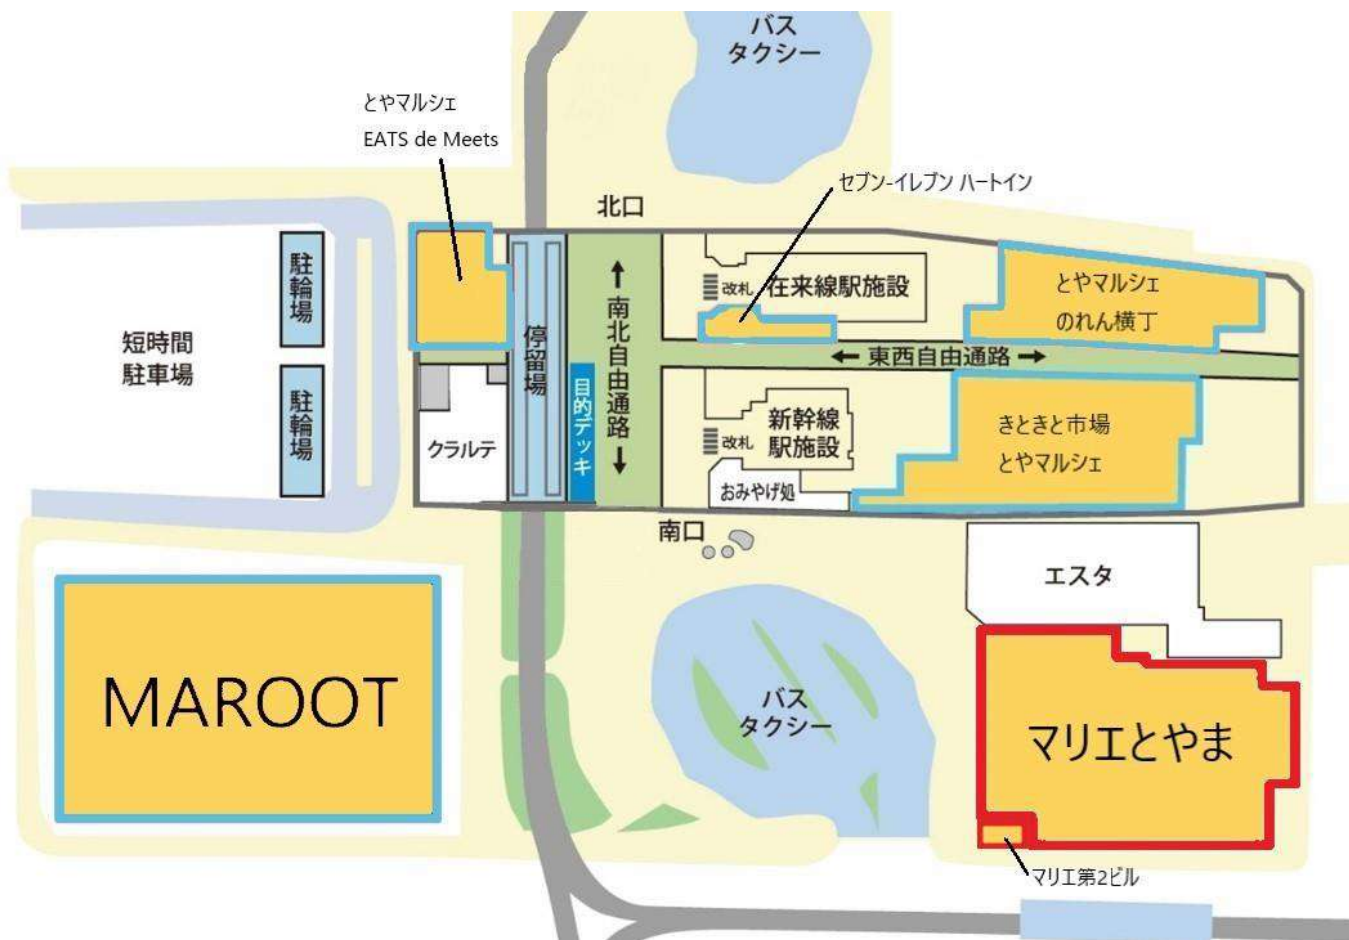 バス
タクシー
とやマルシェ
EATS de Meets
セブン-イレブン ハートイン
北口
駐輪場
短時間
駐車場
駐輪場
停留場
南北自由通路
目的デッキ
クラルテ
改札
在来線駅施設
とやマルシェ
のれん横丁
東西自由通路
改札
新幹線
駅施設
おみやげ処
きときと市場
とやマルシェ
南口
エスタ
MAROOT
バス
タクシー
マリエとやま
マリエ第2ビル